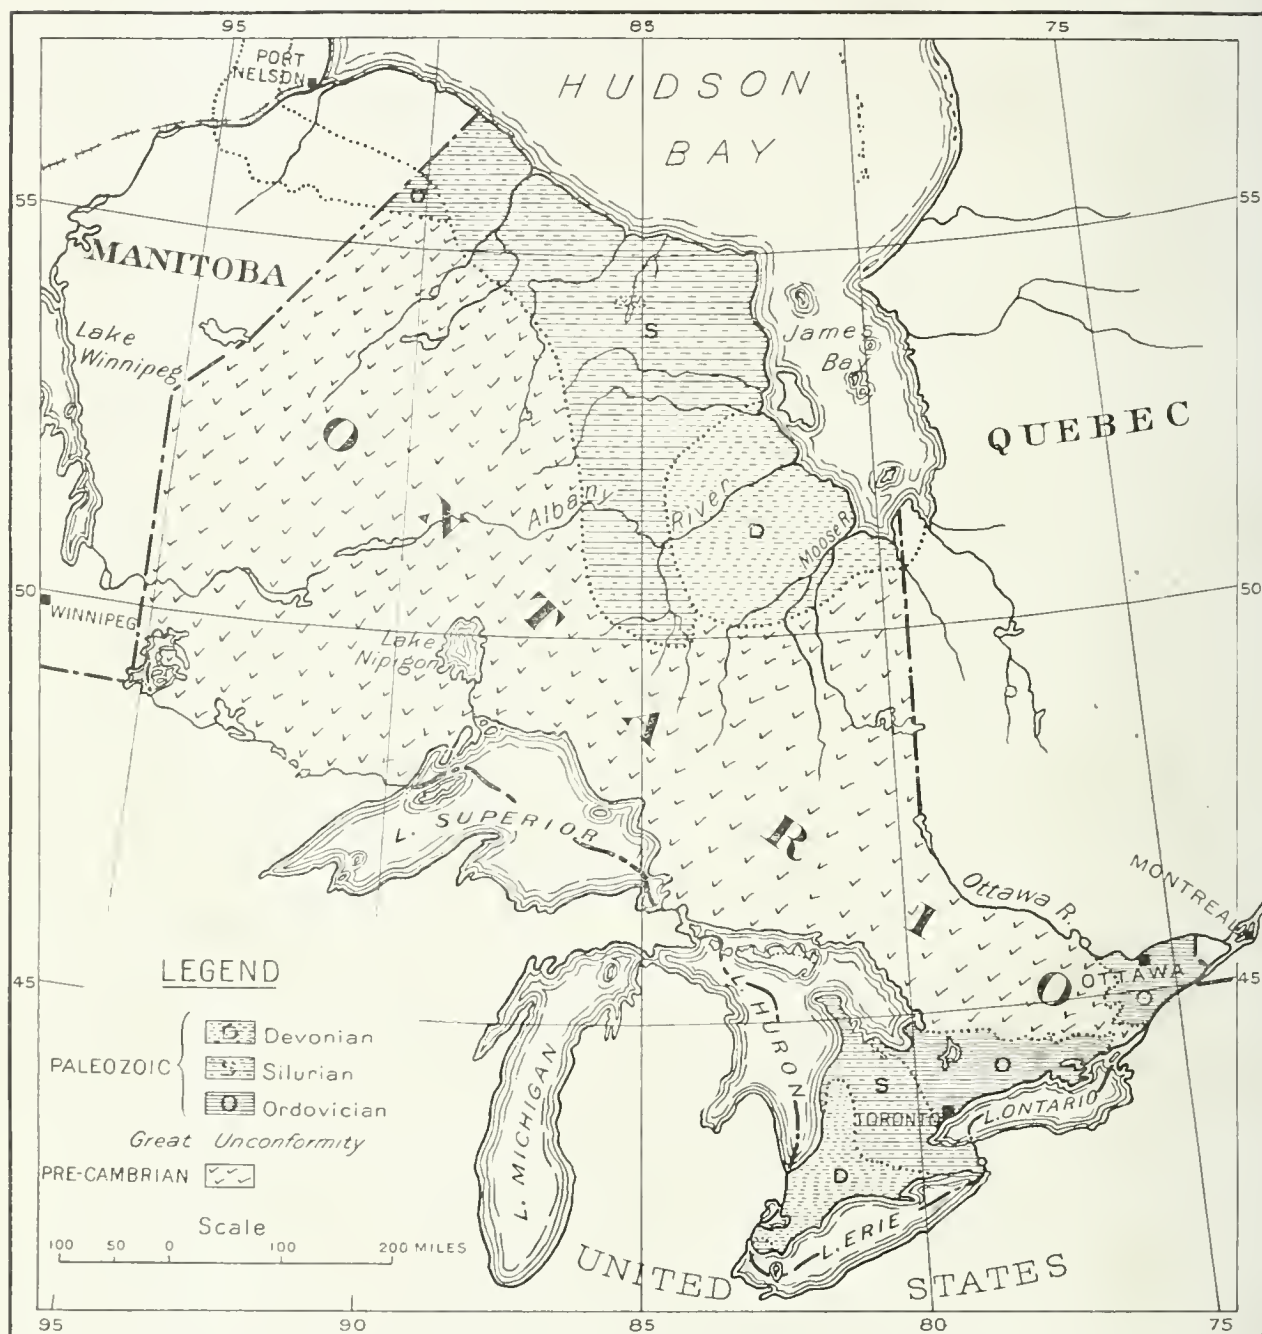 95 85 75
PORT
NELSON
HUDSON
BAY
55 55
O
MANITOBA
Lake
Winnipeg
S
James
Bay
QUEBEC
ONTARIO
Albany River
D
Moose R.
50 50
WINNIPEG
Lake
Nipigon
L. SUPERIOR
Ottawa R.
MONTREAL
OTTAWA
O
45 45
L. HURON
L. MICHIGAN
S
O
TORONTO
L. ONTARIO
D
L. ERIE
UNITED STATES
LEGEND
PALEOZOIC
D Devonian
S Silurian
O Ordovician
Great Unconformity
PRE-CAMBRIAN
Scale
100 50 0 100 200 MILES
95 90 85 80 75